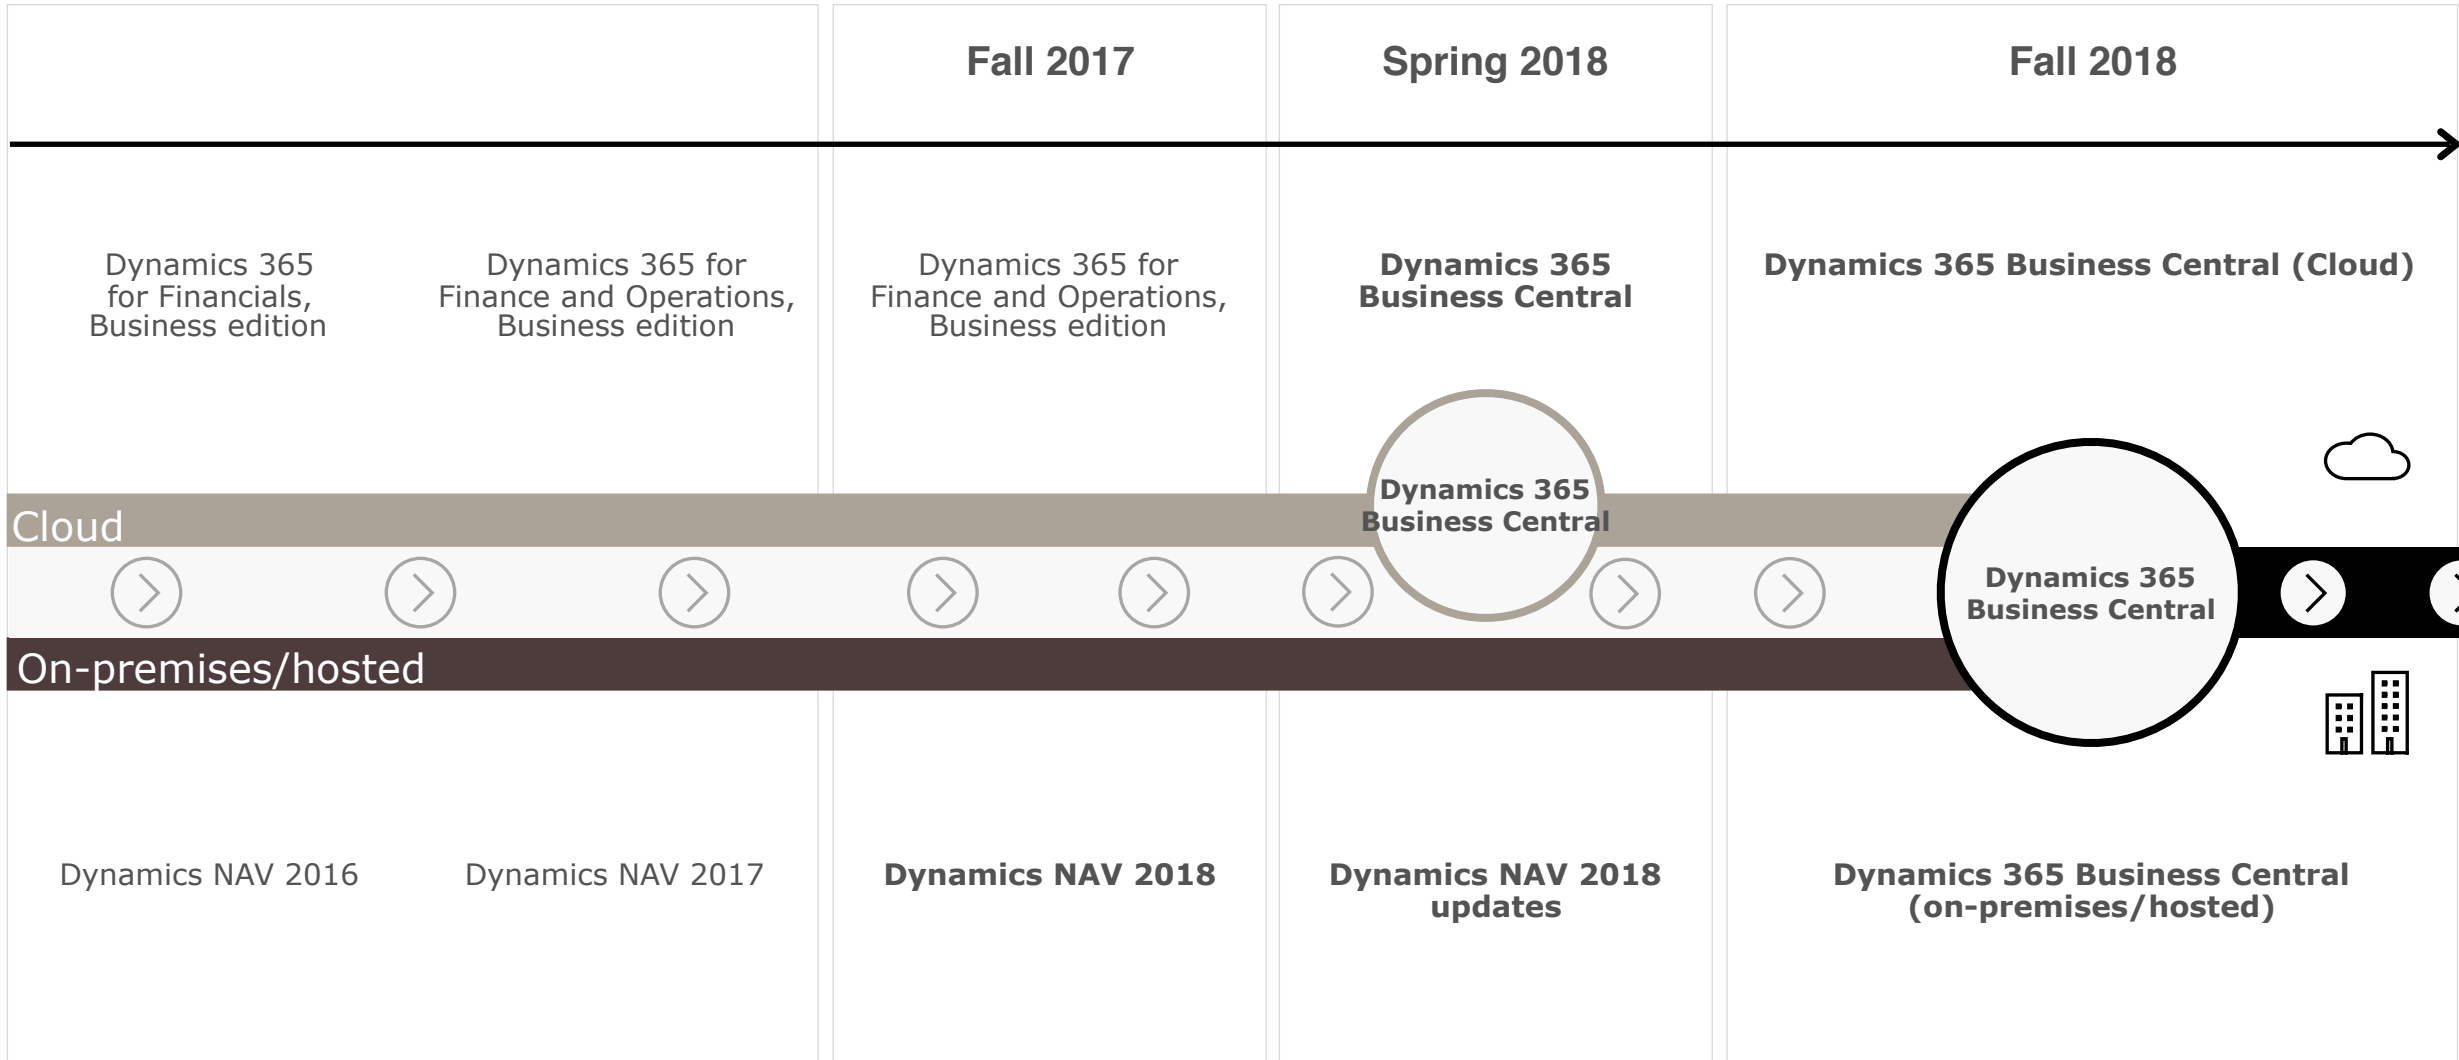 Fall 2017
Spring 2018
Fall 2018
Dynamics 365
for Financials,
Business edition
Dynamics 365 for
Finance and Operations,
Business edition
Dynamics 365 for
Finance and Operations,
Business edition
Dynamics 365
Business Central
Dynamics 365 Business Central (Cloud)
Cloud
Dynamics 365
Business Central
Dynamics 365
Business Central
On-premises/hosted
Dynamics NAV 2016
Dynamics NAV 2017
Dynamics NAV 2018
Dynamics NAV 2018
updates
Dynamics 365 Business Central
(on-premises/hosted)